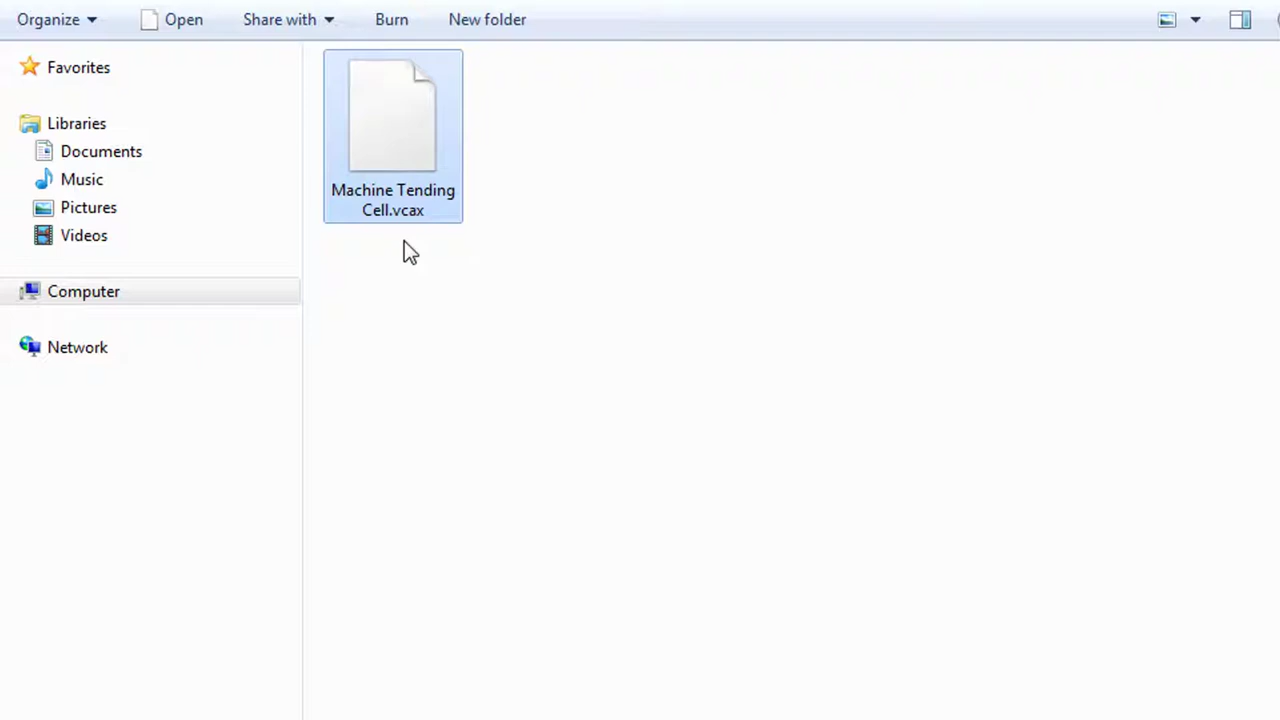 Organize Open Share with Burn New folder
Favorites
Libraries
Documents
Music
Pictures
Videos
Computer
Network
Machine Tending
Cell.vcax